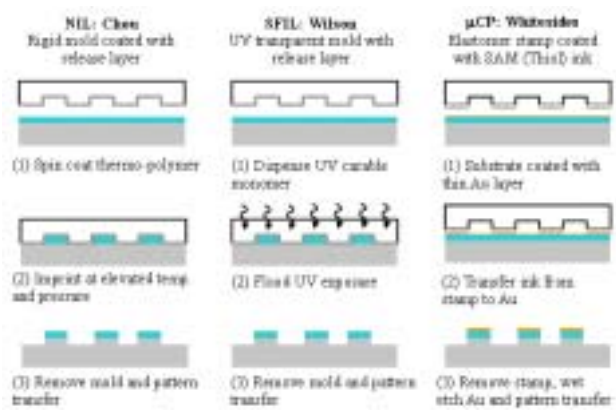 NIL: Chou
Rigid mold coated with
release layer
(1) Spin coat thermo-polymer
(2) Imprint at elevated temp
and pressure
(3) Remove mold and pattern
transfer
SFIL: Wilson
UV transparent mold with
release layer
(1) Dispense UV curable
monomer
(2) Flood UV exposure
(3) Remove mold and pattern
transfer
µCP: Whitesides
Elastomer stamp coated
with SAM (Thiol) ink
(1) Substrate coated with
thin Au layer
(2) Transfer ink from
stamp to Au
(3) Remove stamp, wet
etch Au and pattern transfer